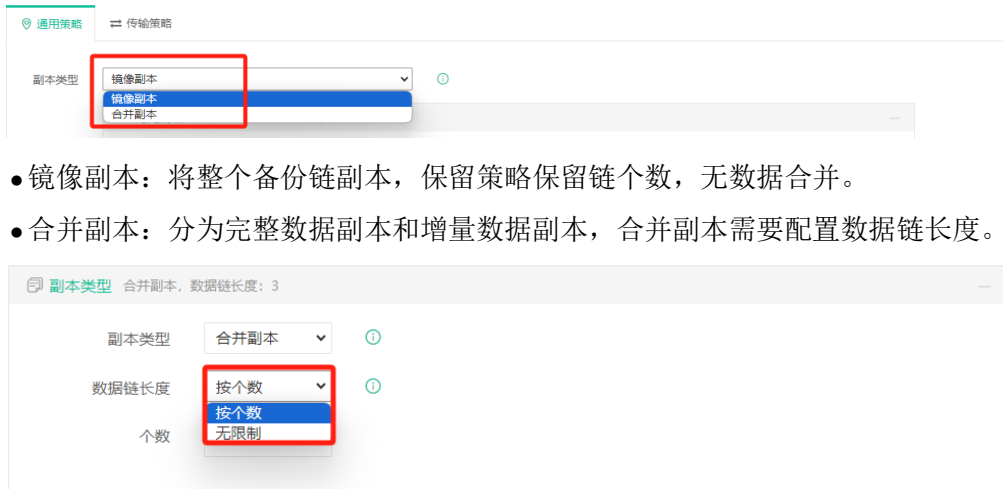 通用策略 传输策略
副本类型 镜像副本
镜像副本
合并副本
●镜像副本：将整个备份链副本，保留策略保留链个数，无数据合并。
●合并副本：分为完整数据副本和增量数据副本，合并副本需要配置数据链长度。
副本类型 合并副本, 数据链长度: 3
副本类型 合并副本
数据链长度 按个数
按个数
个数 无限制